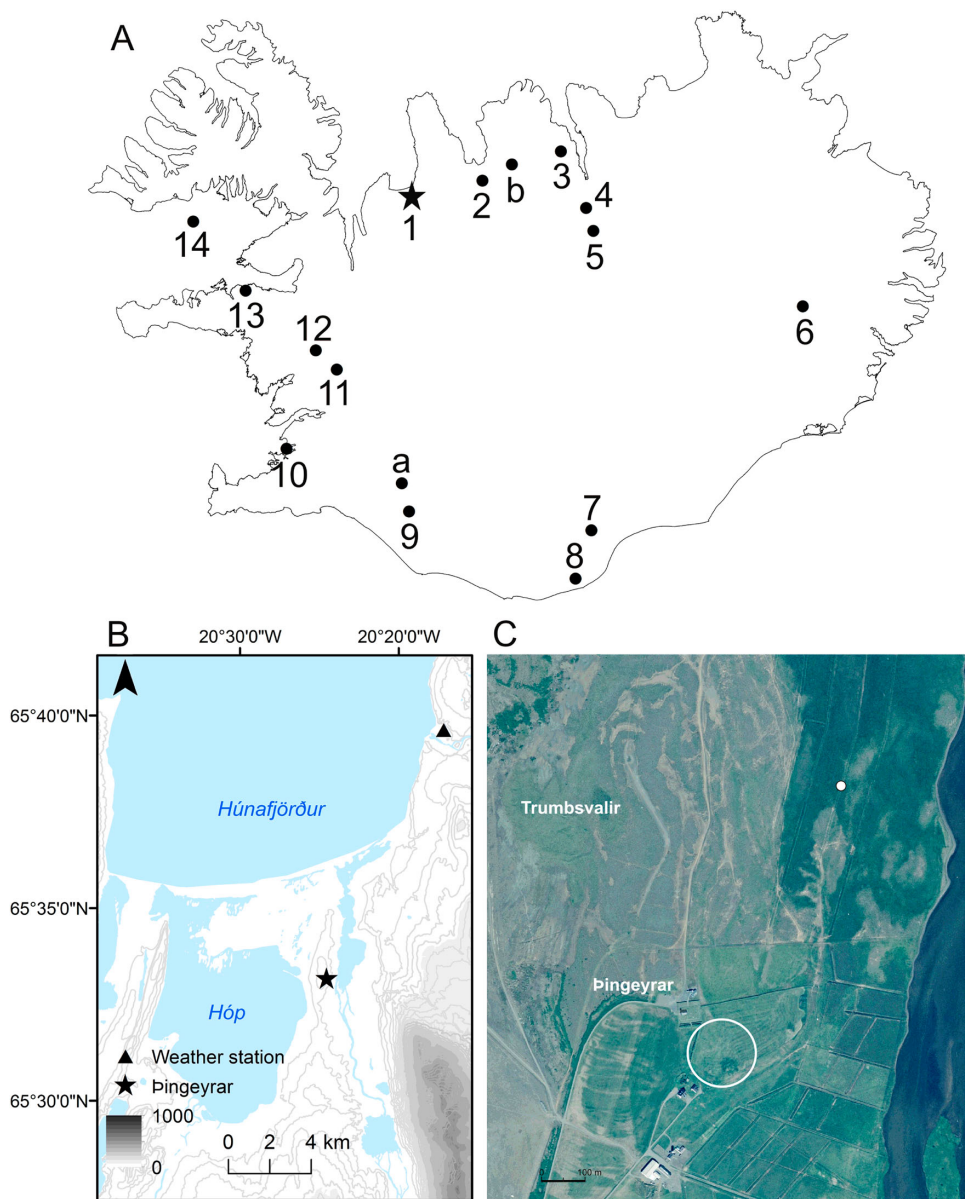 A
1
2
b
3
4
5
14
13
12
11
6
10
a
9
7
8
B
20°30'0"W
20°20'0"W
65°40'0"N
Húnafjörður
65°35'0"N
Hóp
Weather station
Þingeyrar
65°30'0"N
1000
0
0 2 4 km
C
Trumbsvalir
Þingeyrar
0 100 m